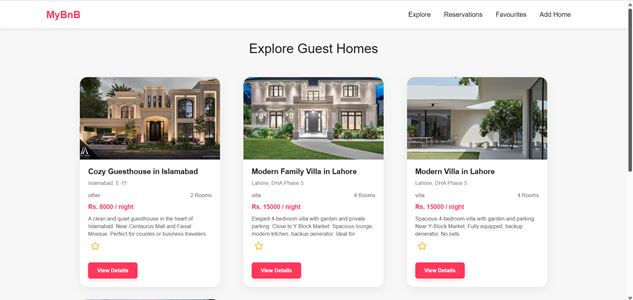 MyBnB
Explore Reservations Favourites Add Home
Explore Guest Homes
Cozy Guesthouse in Islamabad
Islamabad, E-11
other 2 Rooms
Rs. 8000 / night
A clean and quiet guesthouse in the heart of
Islamabad. Near Centaurus Mall and Faisal
Mosque. Perfect for couples or business travelers.
View Details
Modern Family Villa in Lahore
Lahore, DHA Phase 5
villa 4 Rooms
Rs. 15000 / night
Elegant 4-bedroom villa with garden and private
parking. Close to Y Block Market. Spacious lounge,
modern kitchen, backup generator. Ideal for
View Details
Modern Villa in Lahore
Lahore, DHA Phase 5
villa 4 Rooms
Rs. 15000 / night
Spacious 4-bedroom villa with garden and parking.
Near Y-Block Market. Fully equipped, backup
generator. No pets.
View Details